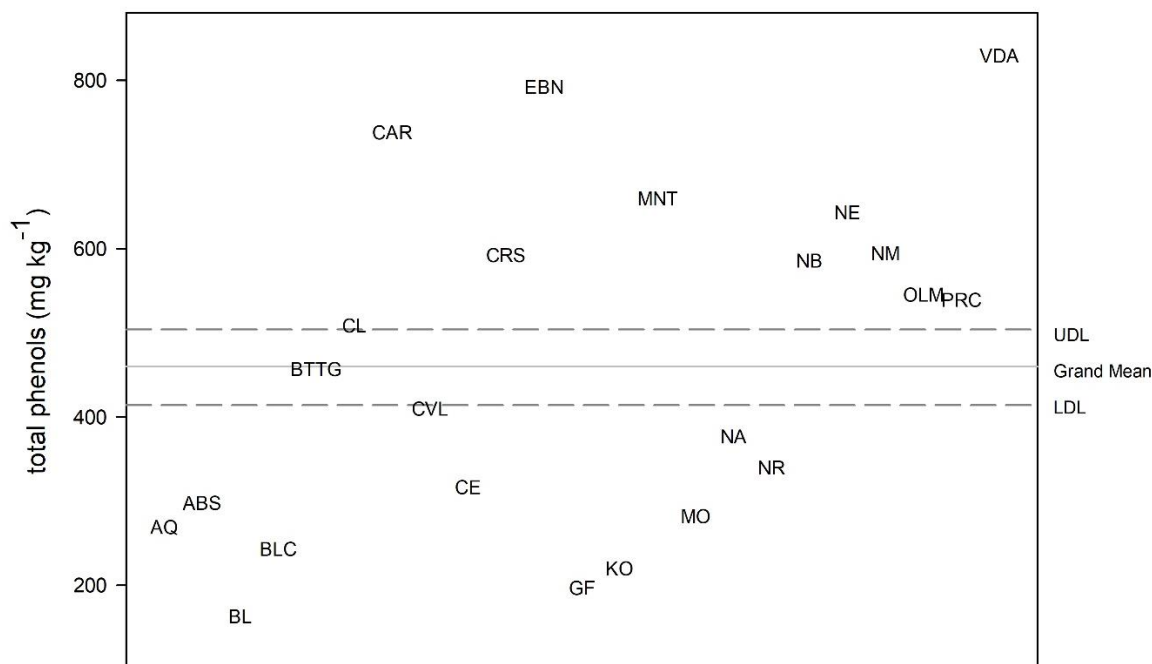 VDA
800
EBN
CAR
MNT
NE
600
CRS
NB
NM
OLM
PRC
CL
UDL
BTTG
Grand Mean
CVL
LDL
400
NA
NR
CE
ABS
MO
AQ
BLC
KO
GF
200
BL
total phenols (mg kg⁻¹)